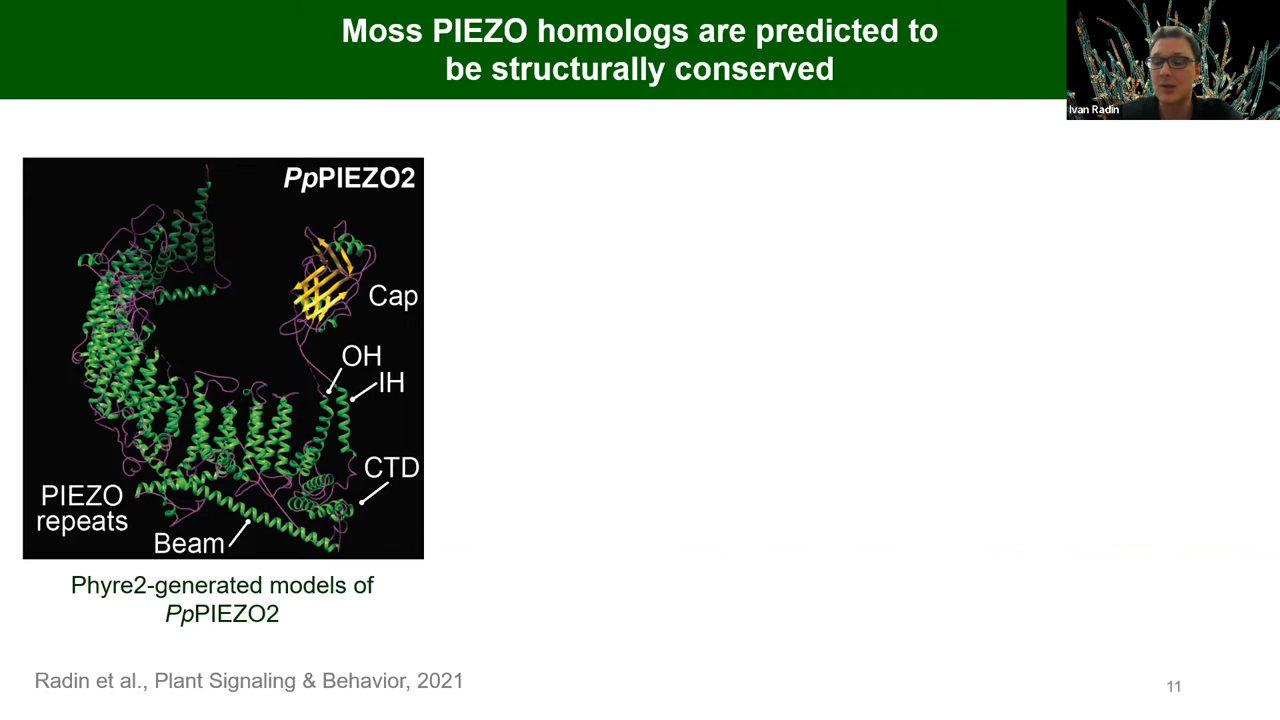 Moss PIEZO homologs are predicted to
be structurally conserved
Ivan Radin
PpPIEZO2
Cap
OH
IH
CTD
PIEZO
repeats
Beam
Phyre2-generated models of
PpPIEZO2
Radin et al., Plant Signaling & Behavior, 2021
11